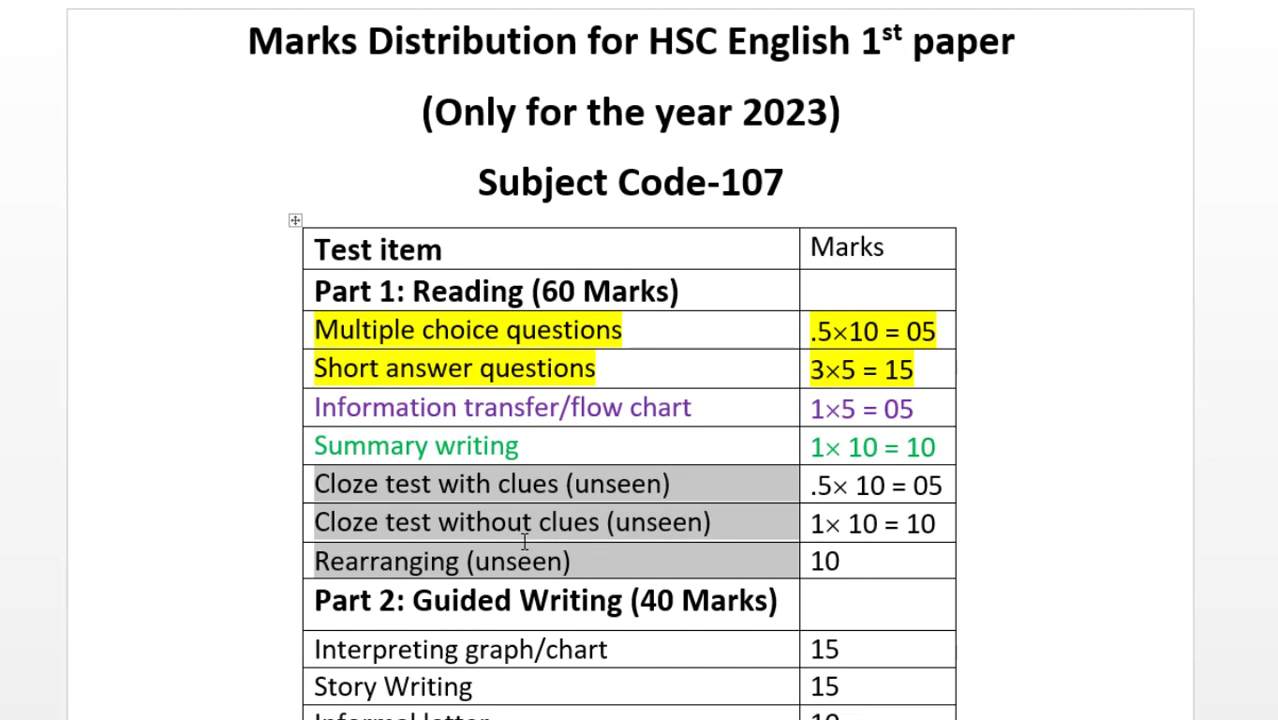 Marks Distribution for HSC English 1st paper
(Only for the year 2023)
Subject Code-107
Test item Marks
Part 1: Reading (60 Marks)
Multiple choice questions .5×10 = 05
Short answer questions 3×5 = 15
Information transfer/flow chart 1×5 = 05
Summary writing 1× 10 = 10
Cloze test with clues (unseen) .5× 10 = 05
Cloze test without clues (unseen) 1× 10 = 10
Rearranging (unseen) 10
Part 2: Guided Writing (40 Marks)
Interpreting graph/chart 15
Story Writing 15
Informal letter 10